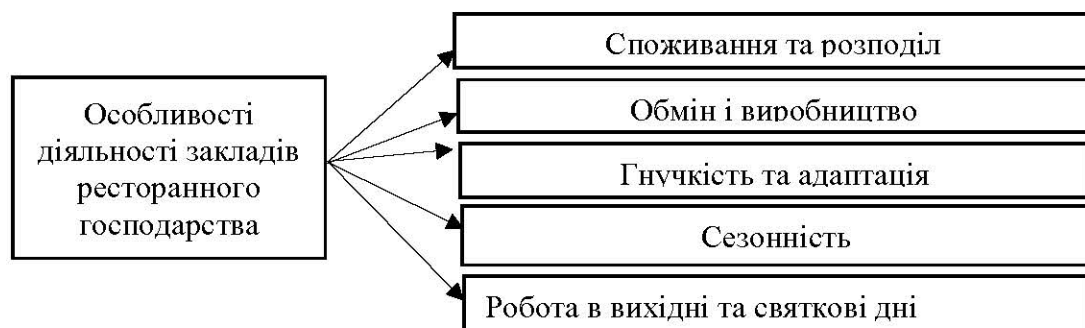 Особливості
діяльності закладів
ресторанного
господарства
Споживання та розподіл
Обмін і виробництво
Гнучкість та адаптація
Сезонність
Робота в вихідні та святкові дні